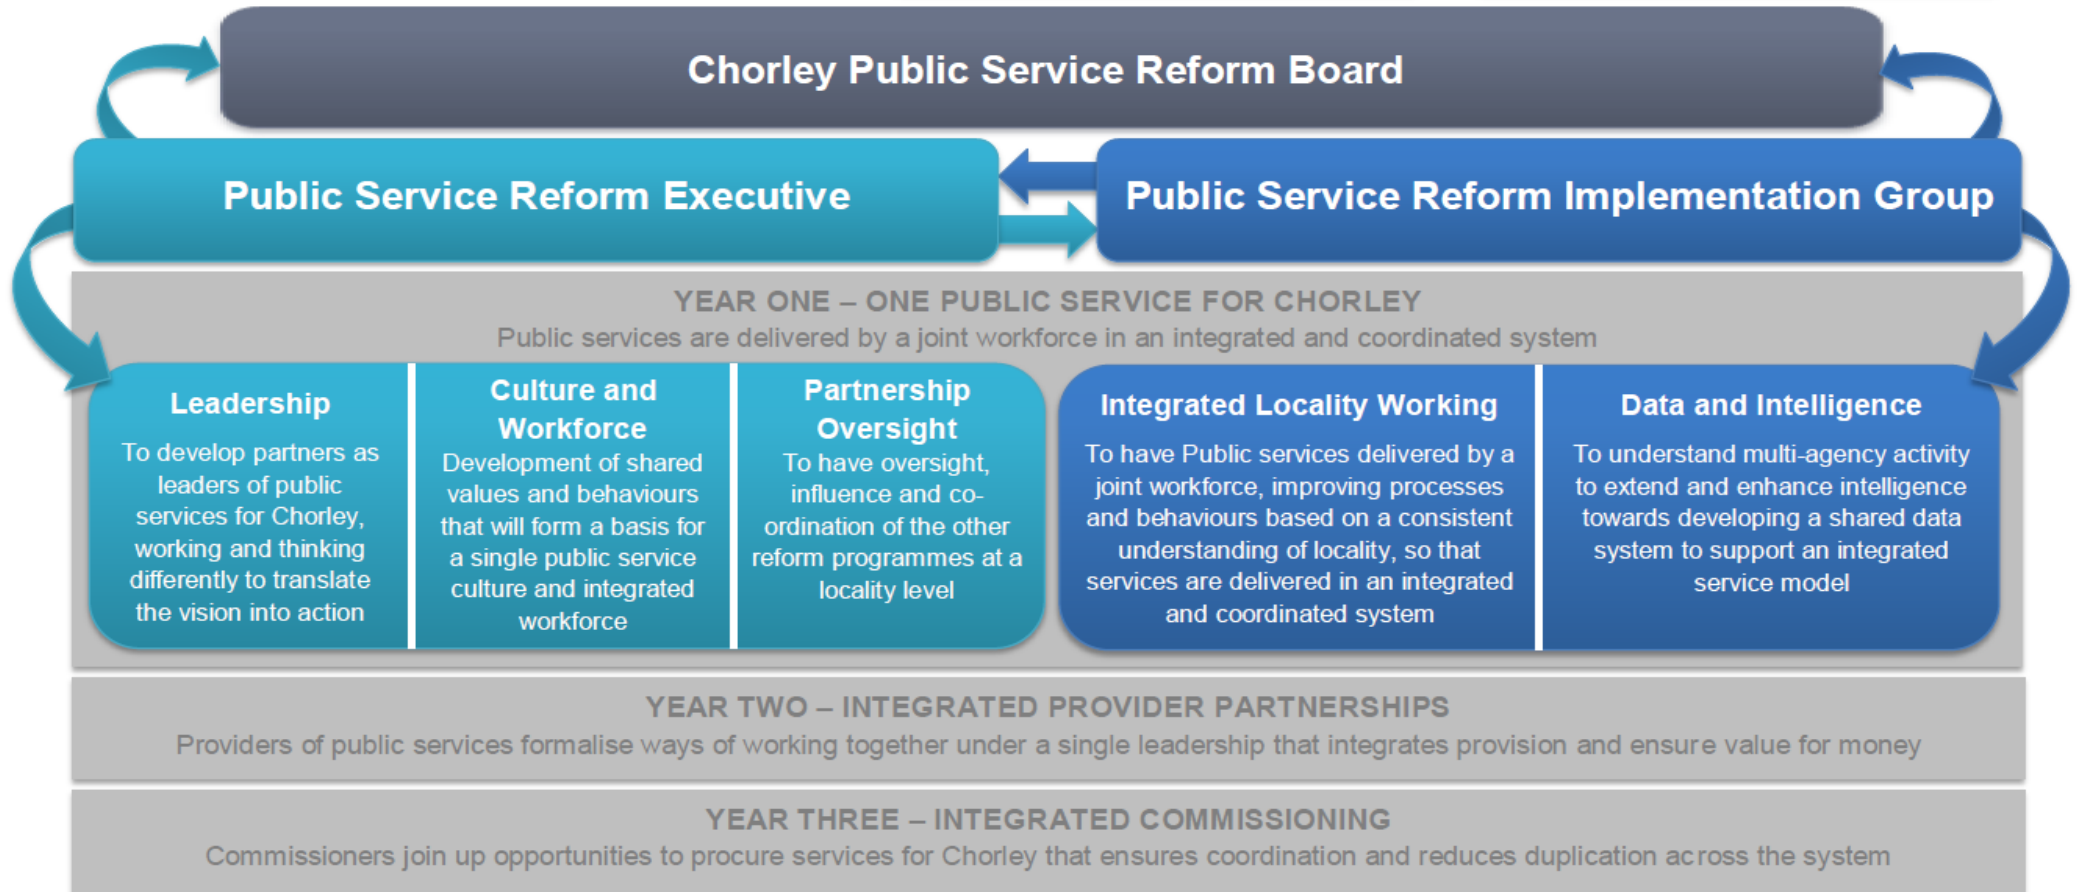 Chorley Public Service Reform Board
Public Service Reform Executive
Public Service Reform Implementation Group
YEAR ONE – ONE PUBLIC SERVICE FOR CHORLEY
Public services are delivered by a joint workforce in an integrated and coordinated system
Leadership
To develop partners as
leaders of public
services for Chorley,
working and thinking
differently to translate
the vision into action
Culture and
Workforce
Development of shared
values and behaviours
that will form a basis for
a single public service
culture and integrated
workforce
Partnership
Oversight
To have oversight,
influence and co-
ordination of the other
reform programmes at a
locality level
Integrated Locality Working
To have Public services delivered by a
joint workforce, improving processes
and behaviours based on a consistent
understanding of locality, so that
services are delivered in an integrated
and coordinated system
Data and Intelligence
To understand multi-agency activity
to extend and enhance intelligence
towards developing a shared data
system to support an integrated
service model
YEAR TWO – INTEGRATED PROVIDER PARTNERSHIPS
Providers of public services formalise ways of working together under a single leadership that integrates provision and ensure value for money
YEAR THREE – INTEGRATED COMMISSIONING
Commissioners join up opportunities to procure services for Chorley that ensures coordination and reduces duplication across the system